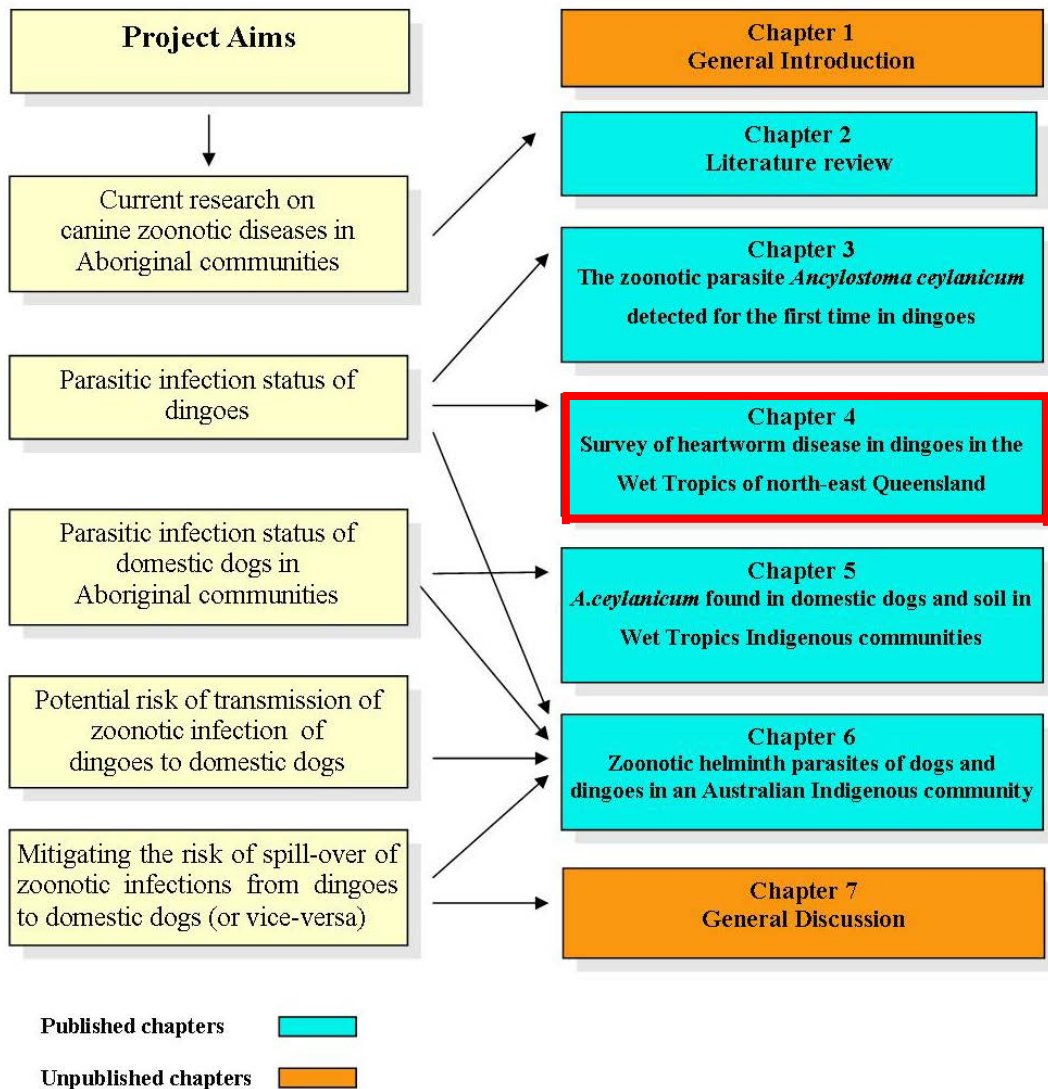 Project Aims
Current research on
canine zoonotic diseases in
Aboriginal communities
Parasitic infection status of
dingoes
Parasitic infection status of
domestic dogs in
Aboriginal communities
Potential risk of transmission of
zoonotic infection of
dingoes to domestic dogs
Mitigating the risk of spill-over of
zoonotic infections from dingoes
to domestic dogs (or vice-versa)
Chapter 1
General Introduction
Chapter 2
Literature review
Chapter 3
The zoonotic parasite Ancylostoma ceylanicum
detected for the first time in dingoes
Chapter 4
Survey of heartworm disease in dingoes in the
Wet Tropics of north-east Queensland
Chapter 5
A.ceylanicum found in domestic dogs and soil in
Wet Tropics Indigenous communities
Chapter 6
Zoonotic helminth parasites of dogs and
dingoes in an Australian Indigenous community
Chapter 7
General Discussion
Published chapters
Unpublished chapters